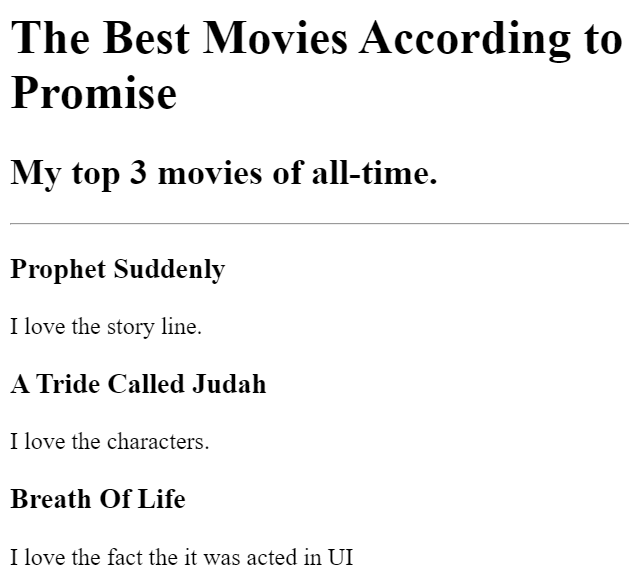 The Best Movies According to
Promise
My top 3 movies of all-time.
Prophet Suddenly
I love the story line.
A Tride Called Judah
I love the characters.
Breath Of Life
I love the fact the it was acted in UI